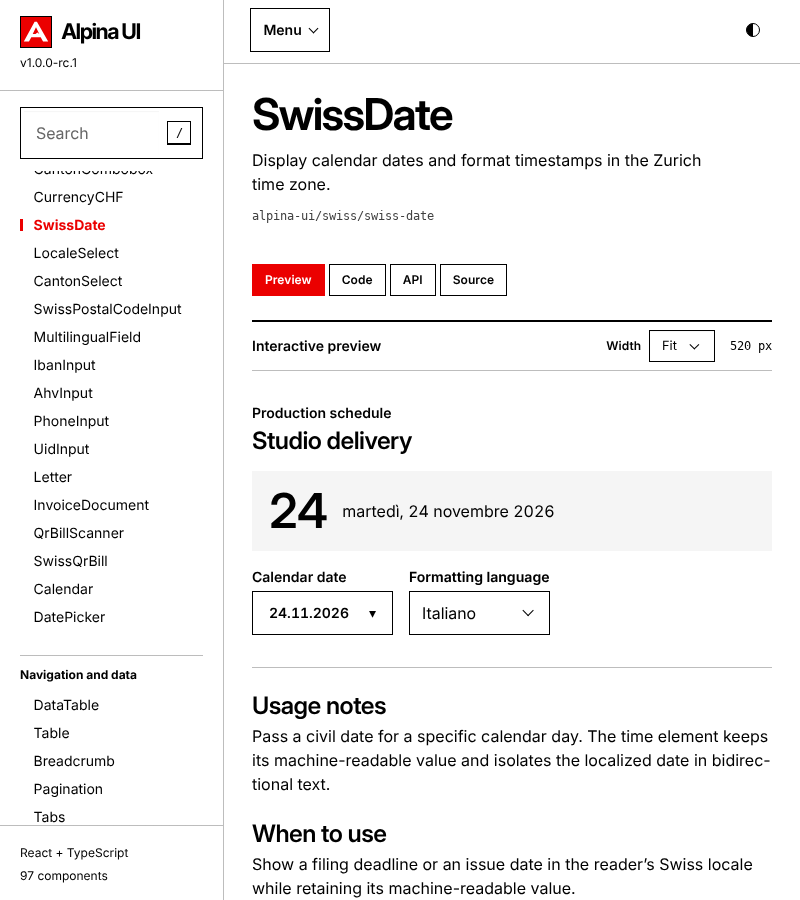 Alpina UI
v1.0.0-rc.1
Search
/
CantonCombobox
CurrencyCHF
SwissDate
LocaleSelect
CantonSelect
SwissPostalCodeInput
MultilingualField
IbanInput
AhvInput
PhoneInput
UidInput
Letter
InvoiceDocument
QrBillScanner
SwissQrBill
Calendar
DatePicker
Navigation and data
DataTable
Table
Breadcrumb
Pagination
Tabs
React + TypeScript
97 components
Menu
SwissDate
Display calendar dates and format timestamps in the Zurich
time zone.
alpina-ui/swiss/swiss-date
Preview
Code
API
Source
Interactive preview
Width
Fit
520 px
Production schedule
Studio delivery
24
martedì, 24 novembre 2026
Calendar date
Formatting language
24.11.2026
Italiano
Usage notes
Pass a civil date for a specific calendar day. The time element keeps
its machine-readable value and isolates the localized date in bidirec-
tional text.
When to use
Show a filing deadline or an issue date in the reader’s Swiss locale
while retaining its machine-readable value.